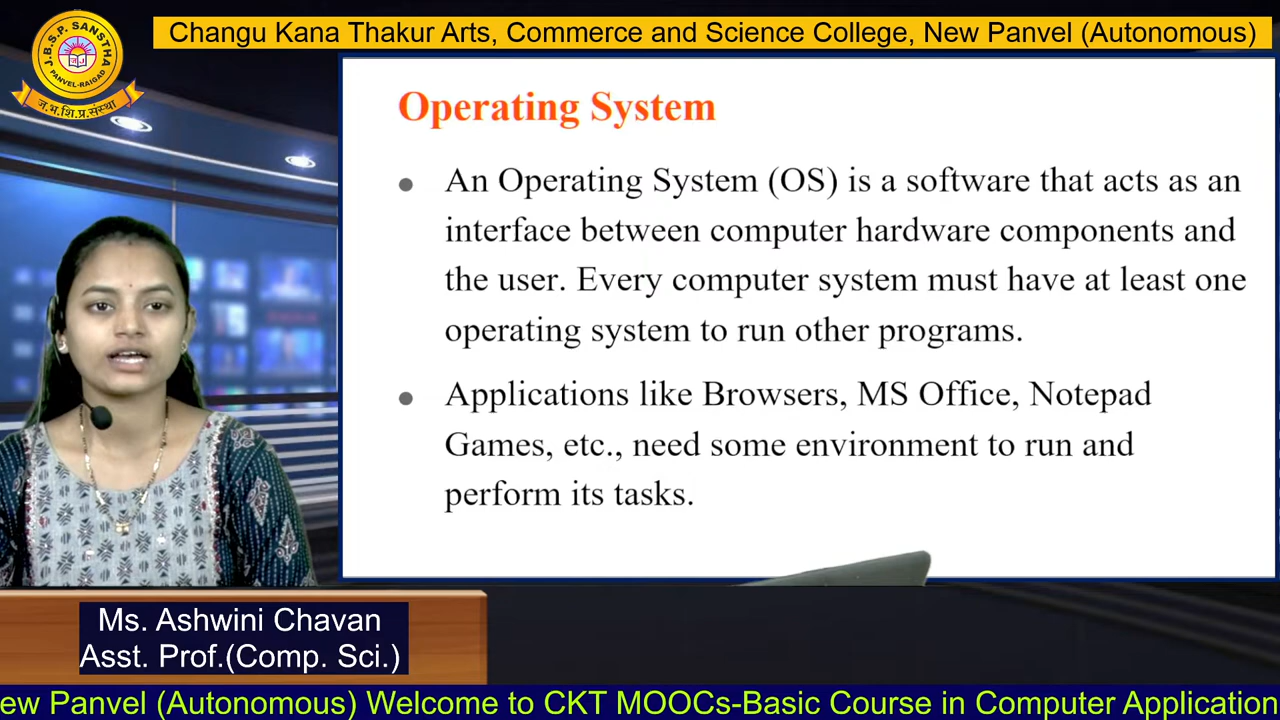 Changu Kana Thakur Arts, Commerce and Science College, New Panvel (Autonomous)
J.B.S.P. SANSTHA
PANVEL-RAIGAD
ज.भ.शि.प्र.संस्था
Operating System
An Operating System (OS) is a software that acts as an
interface between computer hardware components and
the user. Every computer system must have at least one
operating system to run other programs.
Applications like Browsers, MS Office, Notepad
Games, etc., need some environment to run and
perform its tasks.
Ms. Ashwini Chavan
Asst. Prof.(Comp. Sci.)
ew Panvel (Autonomous) Welcome to CKT MOOCs-Basic Course in Computer Application